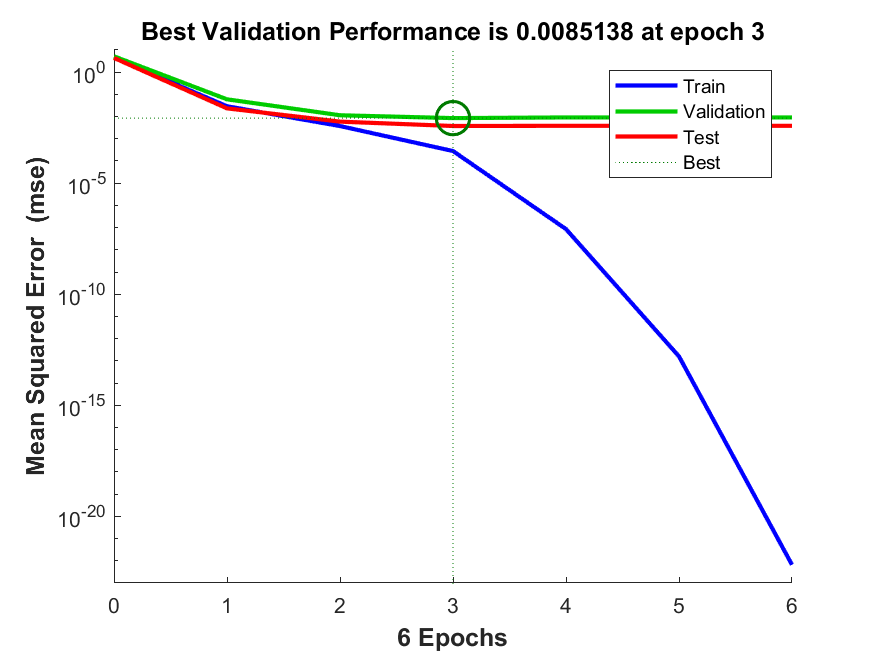 Best Validation Performance is 0.0085138 at epoch 3
Mean Squared Error (mse)
10^0
10^-5
10^-10
10^-15
10^-20
Train
Validation
Test
Best
0 1 2 3 4 5 6
6 Epochs